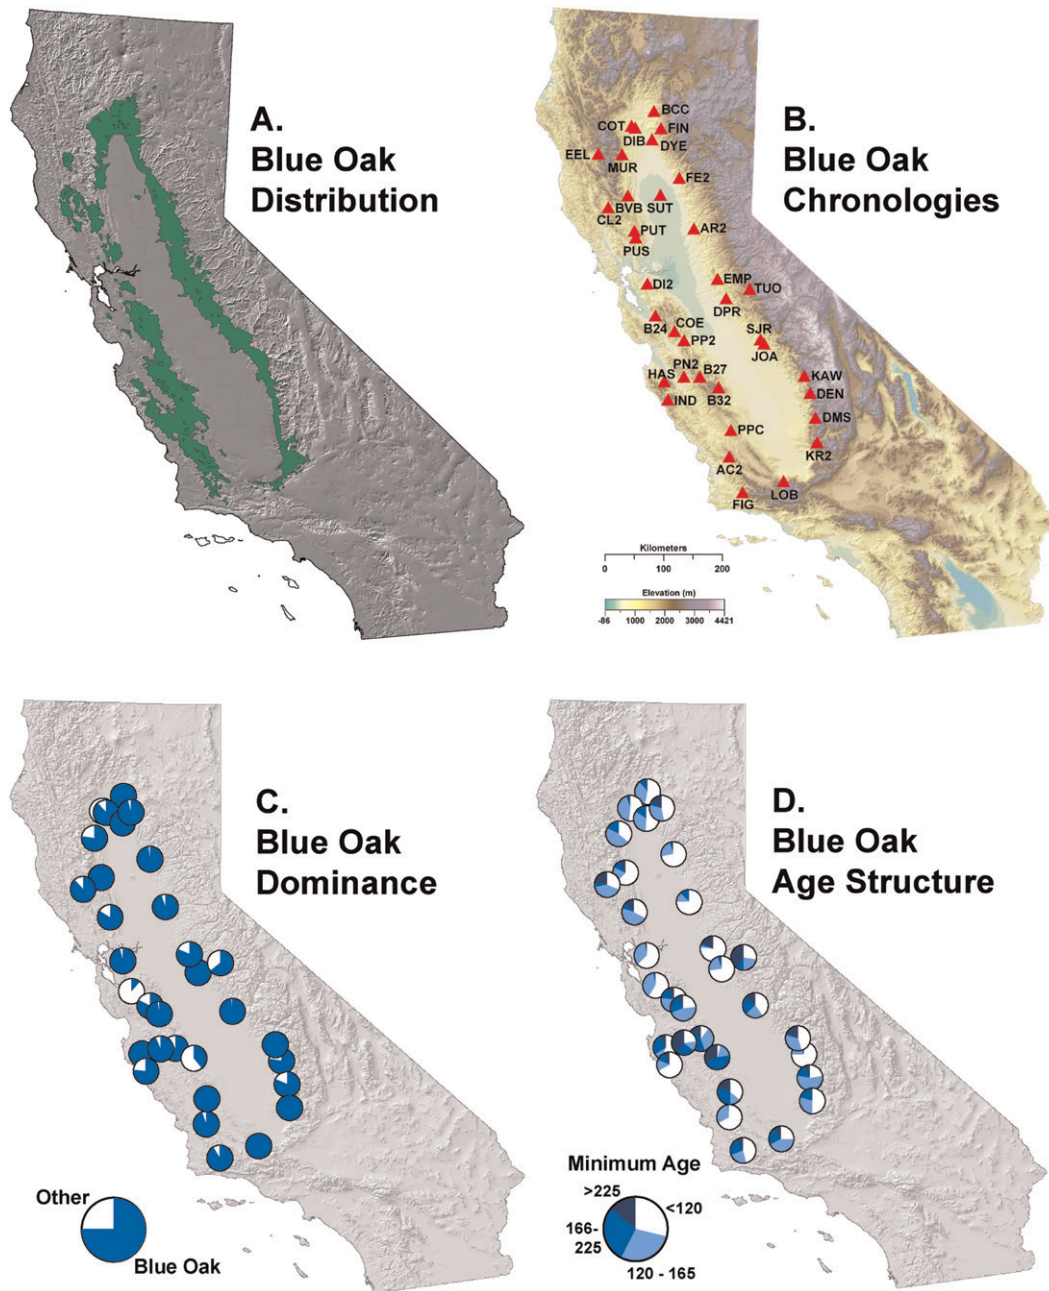 A.
Blue Oak
Distribution
B.
Blue Oak
Chronologies
BCC
COT
FIN
DIB
DYE
EEL
MUR
FE2
BVB
SUT
CL2
PUT
AR2
PUS
DI2
EMP
TUO
DPR
B24
COE
SJR
PP2
JOA
PN2
B27
HAS
KAW
IND
B32
DEN
DMS
PPC
KR2
AC2
LOB
FIG
Kilometers
0 100 200
Elevation (m)
-86 1000 2000 3000 4421
C.
Blue Oak
Dominance
Other
Blue Oak
D.
Blue Oak
Age Structure
Minimum Age
>225
<120
166-
225
120 - 165